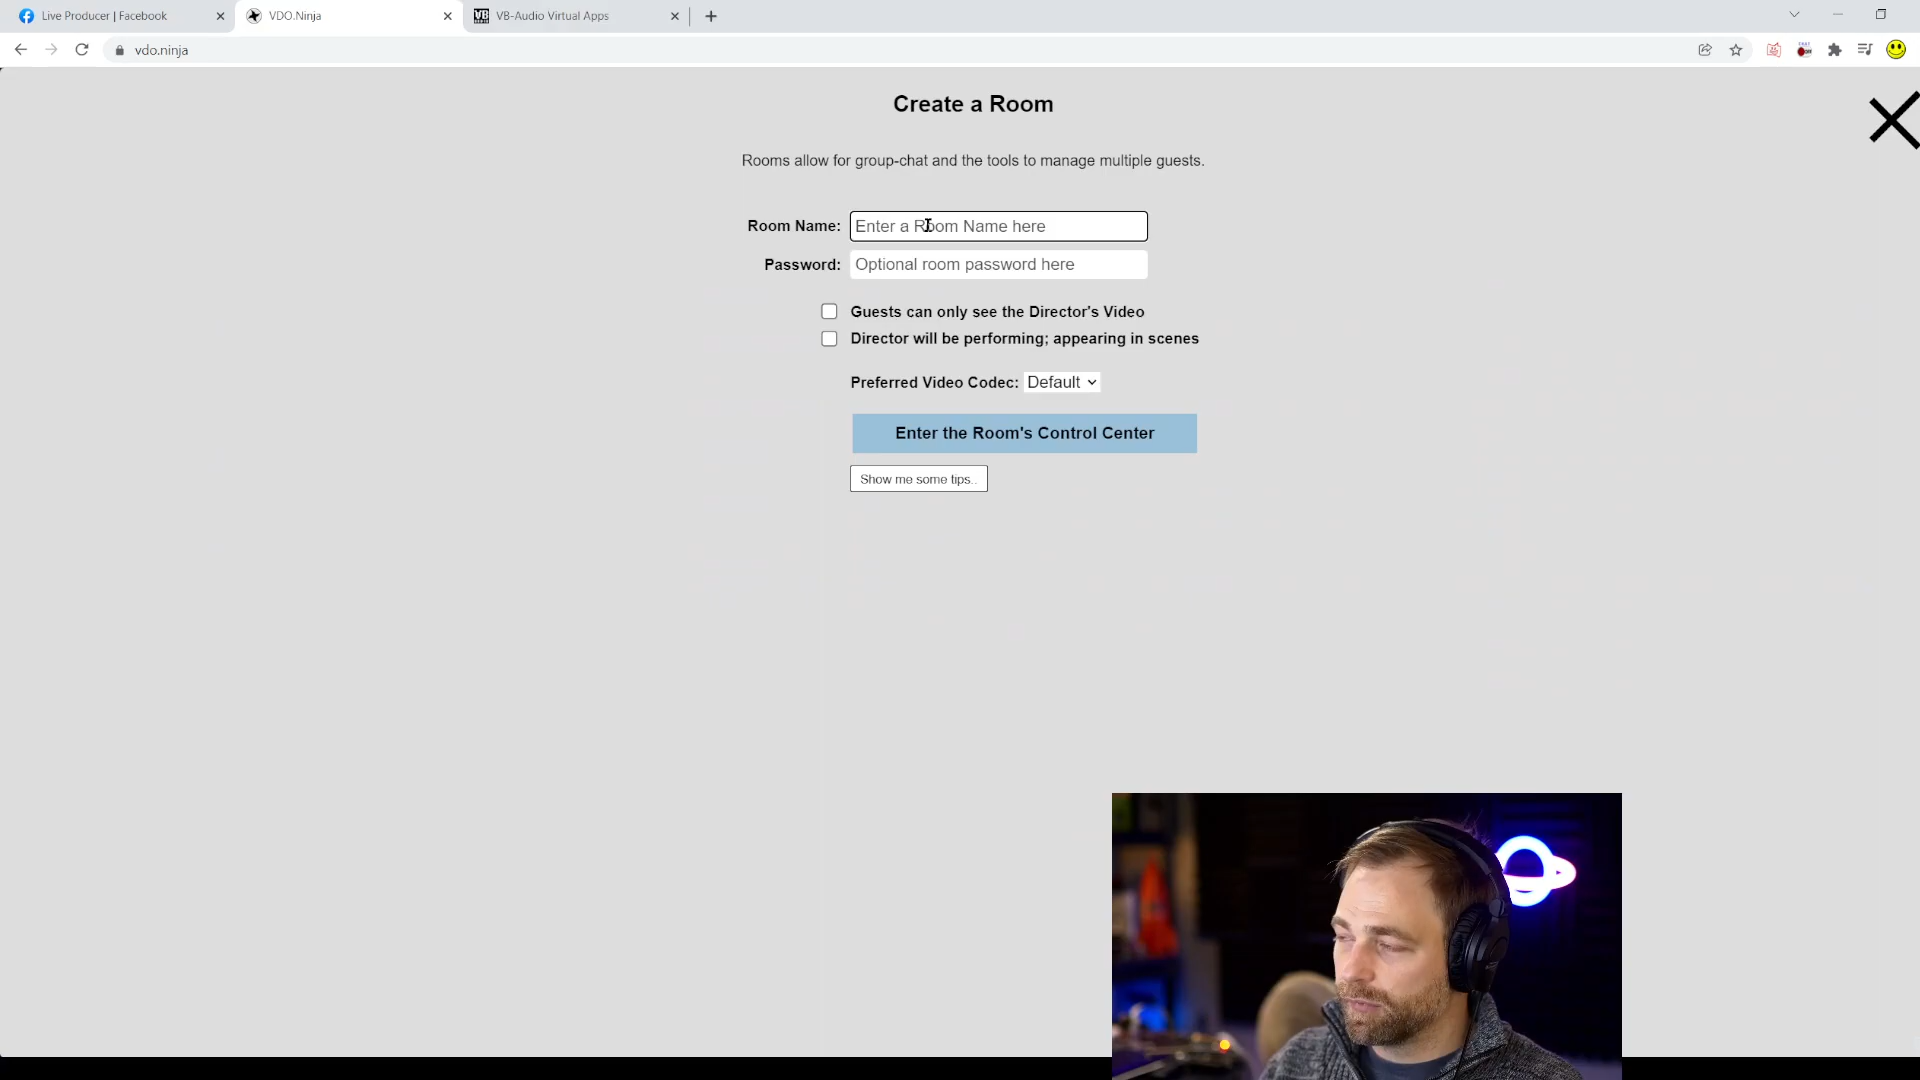 Live Producer | Facebook
VDO.Ninja
VB-Audio Virtual Apps
vdo.ninja
Create a Room
Rooms allow for group-chat and the tools to manage multiple guests.
Room Name: Enter a Room Name here
Password: Optional room password here
Guests can only see the Director's Video
Director will be performing; appearing in scenes
Preferred Video Codec: Default
Enter the Room's Control Center
Show me some tips..